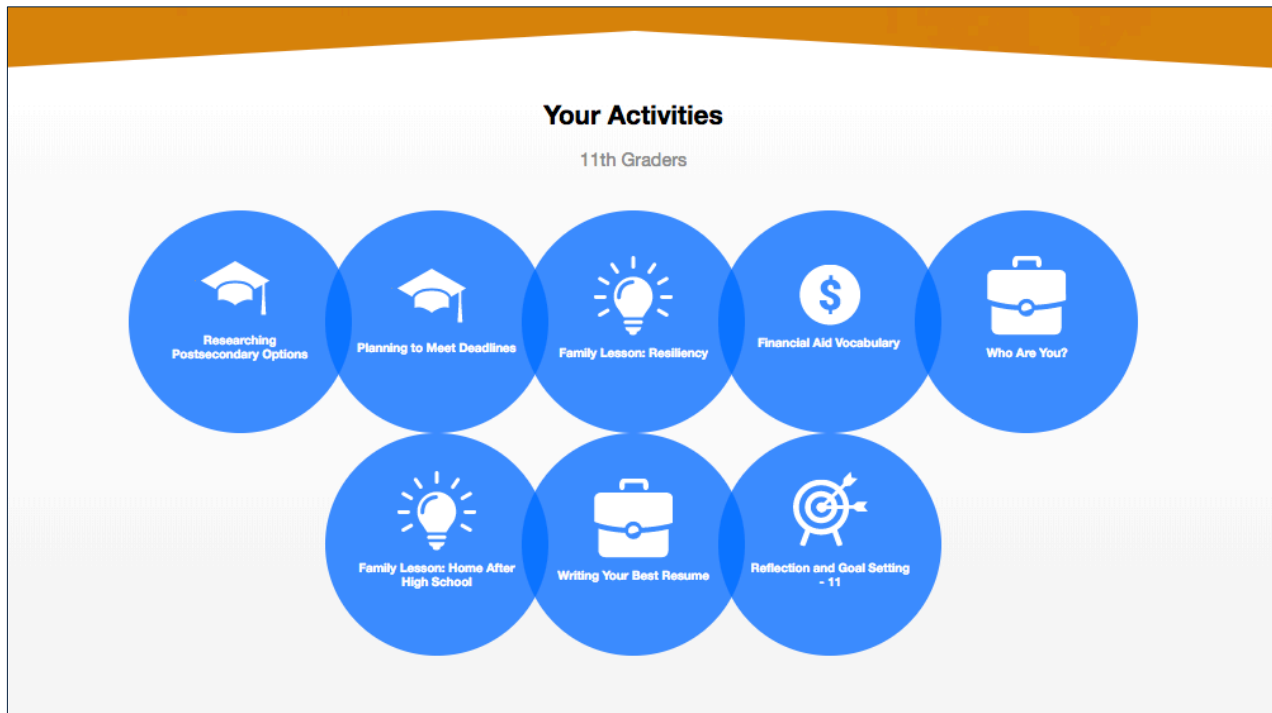 Your Activities
11th Graders
Researching
Postsecondary Options
Planning to Meet Deadlines
Family Lesson: Resiliency
$
Financial Aid Vocabulary
Who Are You?
Family Lesson: Home After
High School
Writing Your Best Resume
Reflection and Goal Setting
- 11